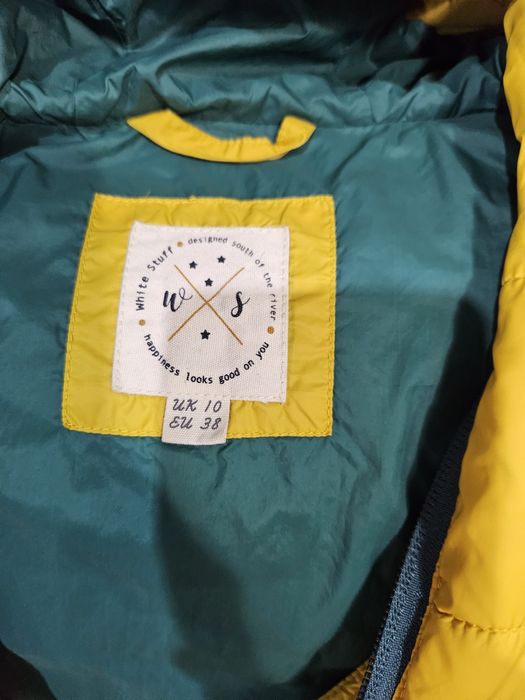 White Stuff • designed south of the river •
w s
happiness looks good on you
UK 10
EU 38